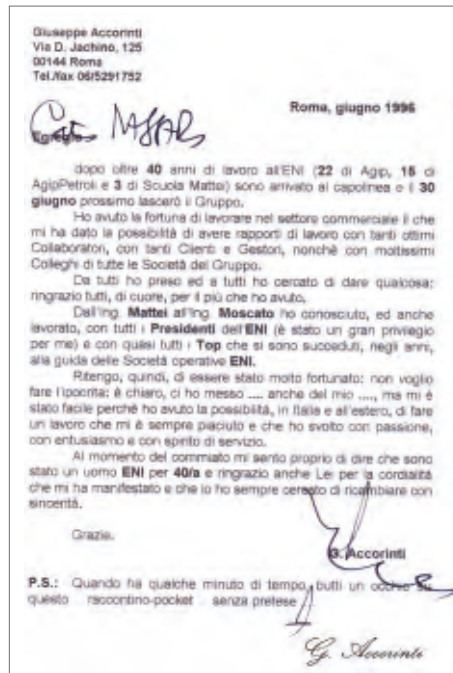 Giuseppe Accorinti
Via D. Jachino, 125
00144 Roma
Tel./fax 06/5291752
Roma, giugno 1996
Egregio
dopo oltre 40 anni di lavoro all'ENI (22 di Agip, 15 di
AgipPetroli e 3 di Scuola Mattei) sono arrivato al capolinea e il 30
giugno prossimo lascerò il Gruppo.
Ho avuto la fortuna di lavorare nel settore commerciale il che
mi ha dato la possibilità di avere rapporti di lavoro con tanti ottimi
Collaboratori, con tanti Clienti e Gestori, nonchè con moltissimi
Colleghi di tutte le Società del Gruppo.
Da tutti ho preso ed a tutti ho cercato di dare qualcosa:
ringrazio tutti, di cuore, per il più che ho avuto.
Dall'ing. Mattei all'ing. Moscato ho conosciuto, ed anche
lavorato, con tutti i Presidenti dell'ENI (è stato un gran privilegio
per me) e con quasi tutti i Top che si sono succeduti, negli anni,
alla guida delle Società operative ENI.
Ritengo, quindi, di essere stato molto fortunato: non voglio
fare l'ipocrita: è chiaro, ci ho messo .... anche del mio ...., ma mi è
stato facile perché ho avuto la possibilità, in Italia e all'estero, di fare
un lavoro che mi è sempre piaciuto e che ho svolto con passione,
con entusiasmo e con spirito di servizio.
Al momento del commiato mi sento proprio di dire che sono
stato un uomo ENI per 40/a e ringrazio anche Lei per la cordialità
che mi ha manifestato e che io ho sempre cercato di ricambiare con
sincerità.
Grazie.
G. Accorinti
P.S.: Quando ha qualche minuto di tempo, butti un occhio su
questo raccontino-pocket senza pretese
G. Accorinti